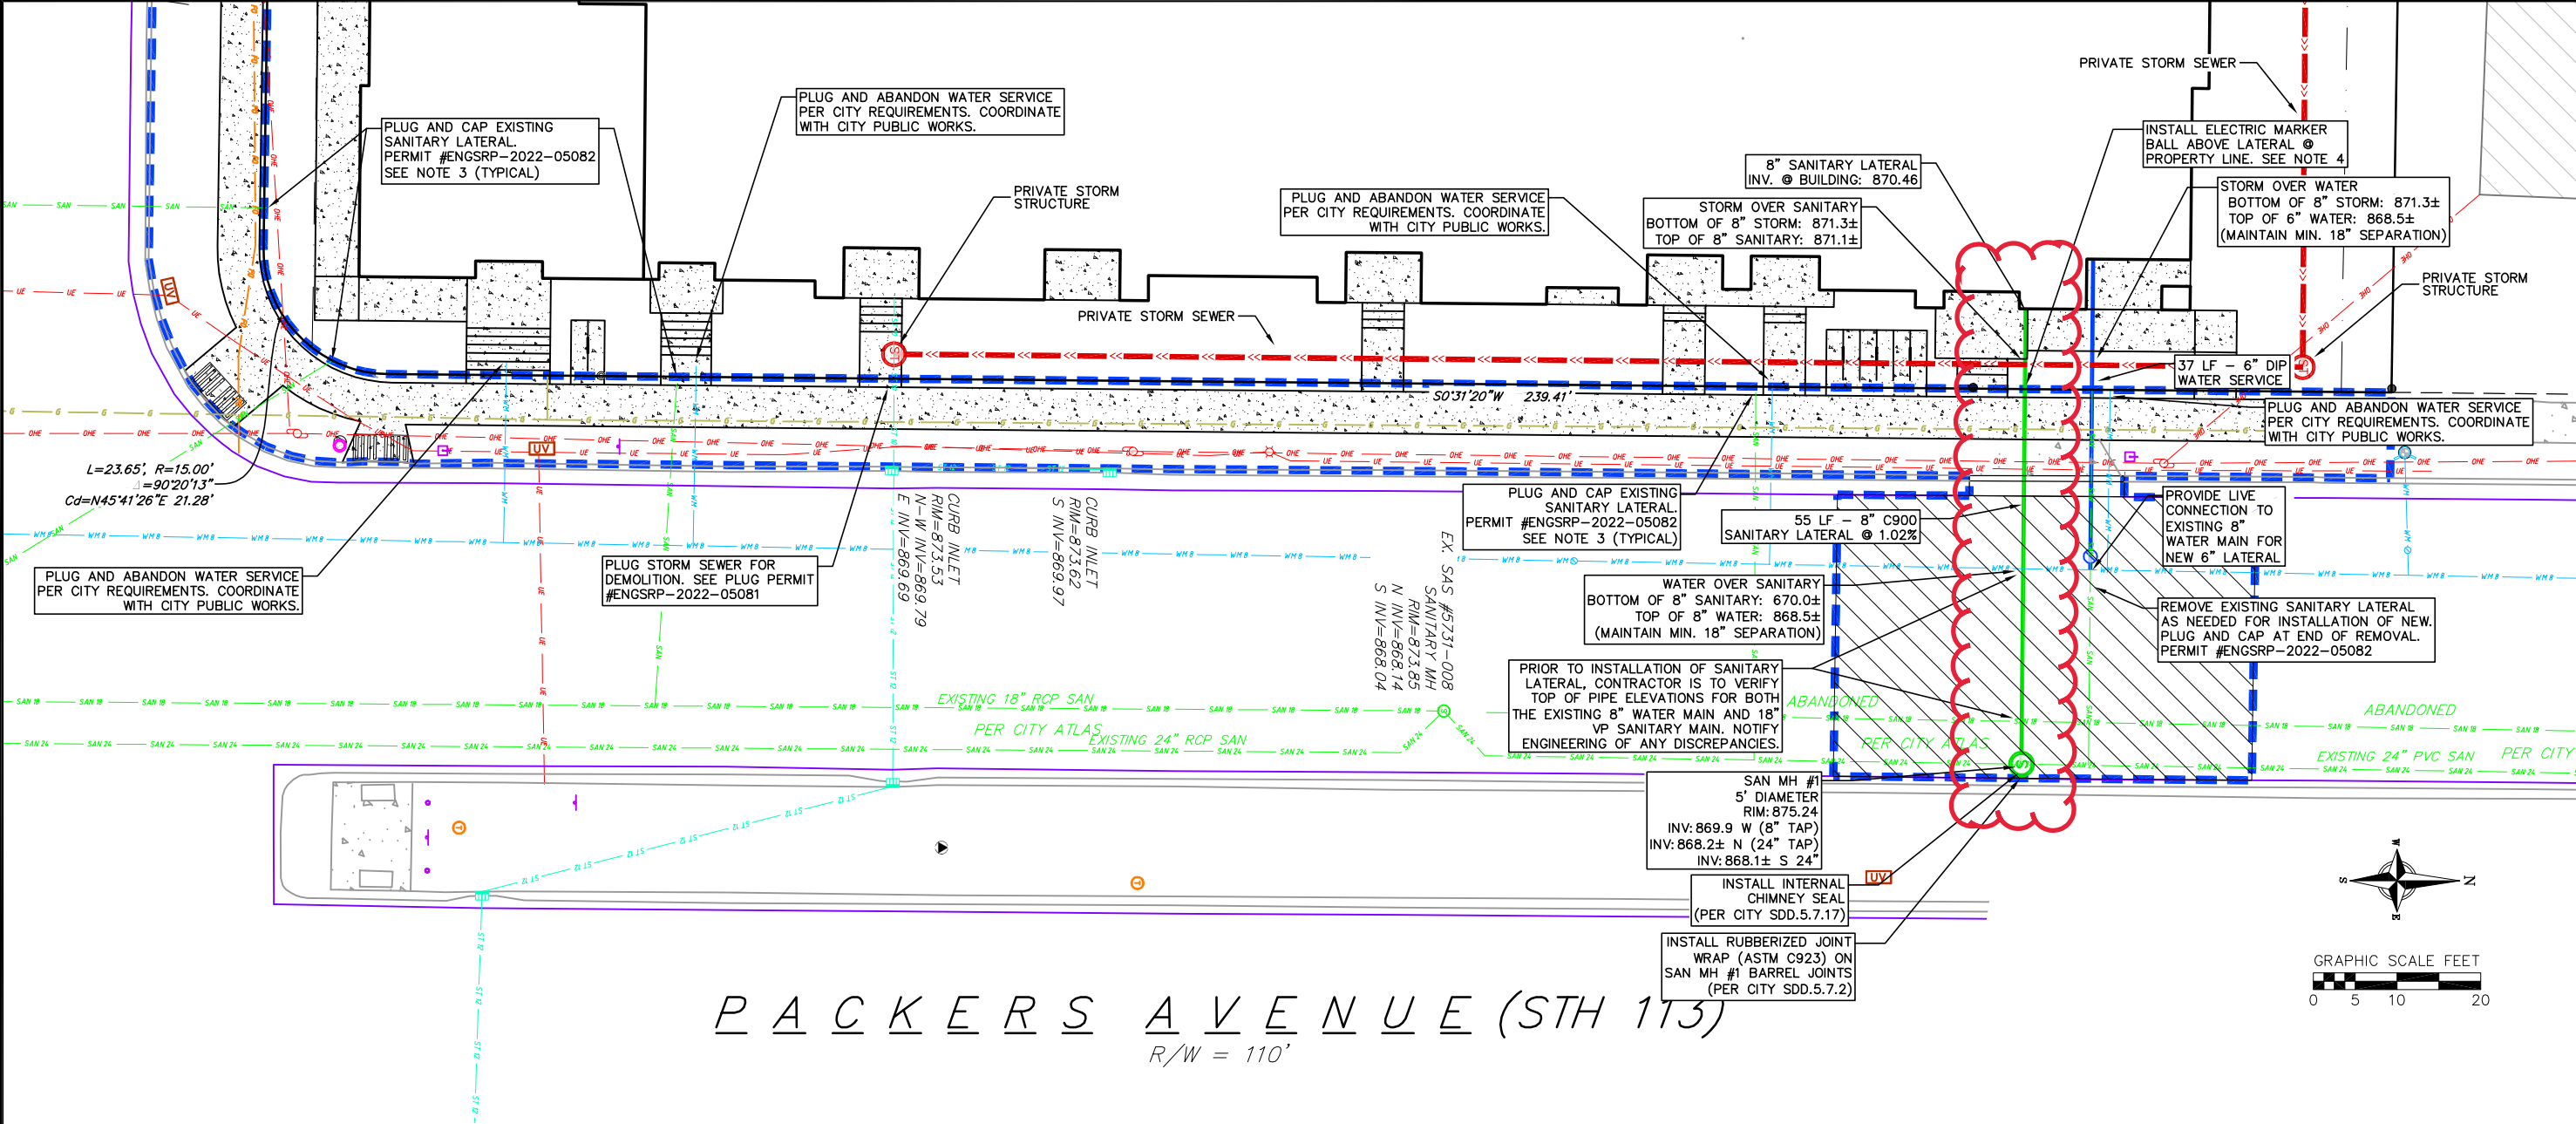 PRIVATE STORM SEWER
PLUG AND ABANDON WATER SERVICE
PER CITY REQUIREMENTS. COORDINATE
WITH CITY PUBLIC WORKS.
PLUG AND CAP EXISTING
SANITARY LATERAL.
PERMIT #ENGSRP-2022-05082
SEE NOTE 3 (TYPICAL)
INSTALL ELECTRIC MARKER
BALL ABOVE LATERAL @
PROPERTY LINE. SEE NOTE 4
8" SANITARY LATERAL
INV. @ BUILDING: 870.46
PRIVATE STORM
STRUCTURE
PLUG AND ABANDON WATER SERVICE
PER CITY REQUIREMENTS. COORDINATE
WITH CITY PUBLIC WORKS.
STORM OVER SANITARY
BOTTOM OF 8" STORM: 871.3±
TOP OF 8" SANITARY: 871.1±
STORM OVER WATER
BOTTOM OF 8" STORM: 871.3±
TOP OF 6" WATER: 868.5±
(MAINTAIN MIN. 18" SEPARATION)
PRIVATE STORM
STRUCTURE
PRIVATE STORM SEWER
37 LF - 6" DIP
WATER SERVICE
S0°31'20"W 239.41'
PLUG AND ABANDON WATER SERVICE
PER CITY REQUIREMENTS. COORDINATE
WITH CITY PUBLIC WORKS.
UV
UV
L=23.65', R=15.00'
Δ=90°20'13"
Cd=N45°41'26"E 21.28'
CURB INLET
RIM=873.53
N-W INV=869.79
E INV=869.69
CURB INLET
RIM=873.62
S INV=869.97
EX. SAS #5731-008
SANITARY MH
RIM=873.85
N INV=868.14
S INV=868.04
PLUG AND CAP EXISTING
SANITARY LATERAL.
PERMIT #ENGSRP-2022-05082
SEE NOTE 3 (TYPICAL)
55 LF - 8" C900
SANITARY LATERAL @ 1.02%
PROVIDE LIVE
CONNECTION TO
EXISTING 8"
WATER MAIN FOR
NEW 6" LATERAL
PLUG AND ABANDON WATER SERVICE
PER CITY REQUIREMENTS. COORDINATE
WITH CITY PUBLIC WORKS.
PLUG STORM SEWER FOR
DEMOLITION. SEE PLUG PERMIT
#ENGSRP-2022-05081
WATER OVER SANITARY
BOTTOM OF 8" SANITARY: 670.0±
TOP OF 8" WATER: 868.5±
(MAINTAIN MIN. 18" SEPARATION)
REMOVE EXISTING SANITARY LATERAL
AS NEEDED FOR INSTALLATION OF NEW.
PLUG AND CAP AT END OF REMOVAL.
PERMIT #ENGSRP-2022-05082
PRIOR TO INSTALLATION OF SANITARY
LATERAL, CONTRACTOR IS TO VERIFY
TOP OF PIPE ELEVATIONS FOR BOTH
THE EXISTING 8" WATER MAIN AND 18"
VP SANITARY MAIN. NOTIFY
ENGINEERING OF ANY DISCREPANCIES.
EXISTING 18" RCP SAN
PER CITY ATLAS
EXISTING 24" RCP SAN
ABANDONED
PER CITY ATLAS
ABANDONED
EXISTING 24" PVC SAN PER CITY
SAN MH #1
5' DIAMETER
RIM: 875.24
INV: 869.9 W (8" TAP)
INV: 868.2± N (24" TAP)
INV: 868.1± S 24"
UV
INSTALL INTERNAL
CHIMNEY SEAL
(PER CITY SDD.5.7.17)
INSTALL RUBBERIZED JOINT
WRAP (ASTM C923) ON
SAN MH #1 BARREL JOINTS
(PER CITY SDD.5.7.2)
W
S N
E
GRAPHIC SCALE FEET
0 5 10 20
PACKERS AVENUE (STH 113)
R/W = 110'